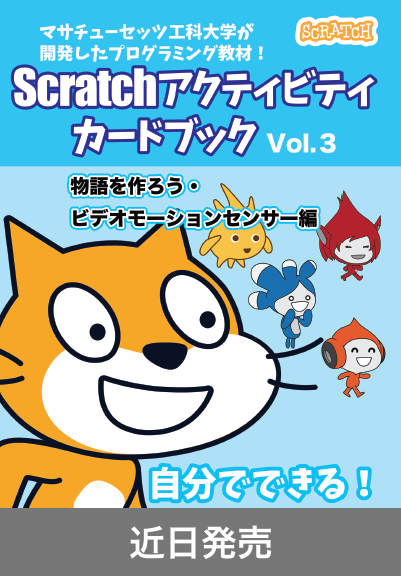 マサチューセッツ工科大学が
開発したプログラミング教材！
SCRATCH
Scratchアクティビティ
カードブック Vol.3
物語を作ろう・
ビデオモーションセンサー編
自分でできる！
近日発売